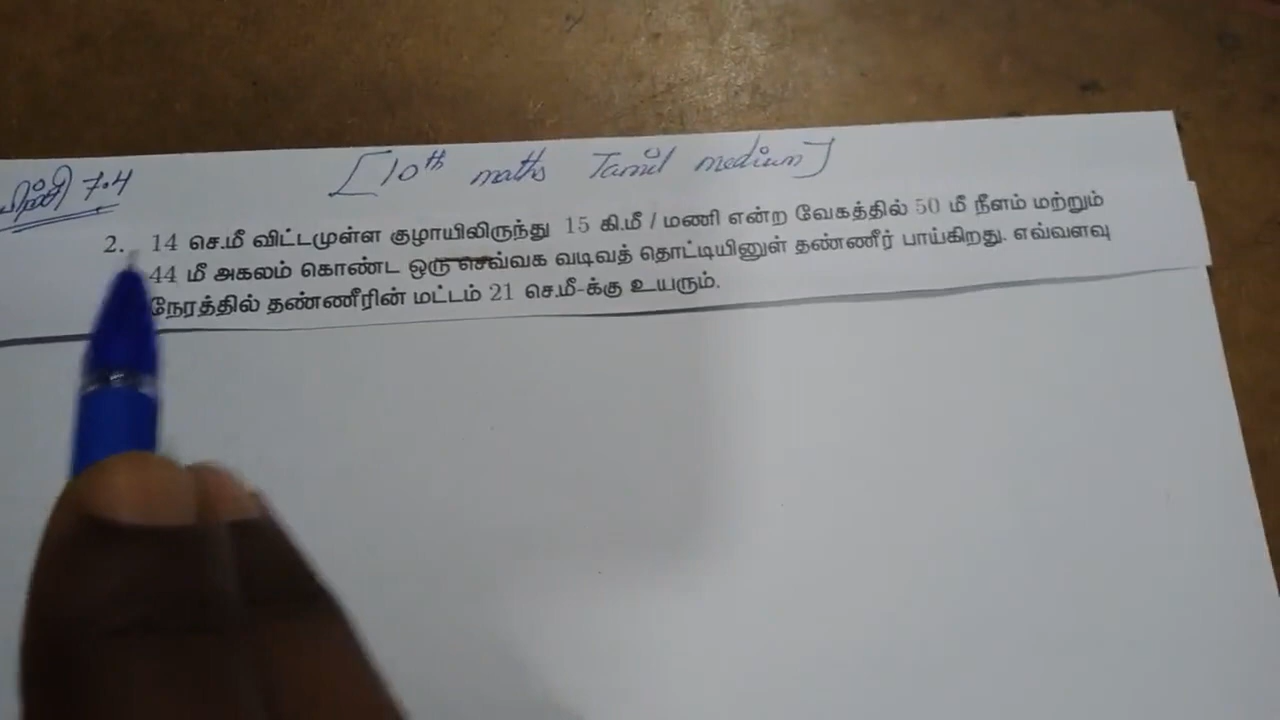 [10th maths Tamil medium]
பயிற்சி 7.4
2. 14 செ.மீ விட்டமுள்ள குழாயிலிருந்து 15 கி.மீ / மணி என்ற வேகத்தில் 50 மீ நீளம் மற்றும்
44 மீ அகலம் கொண்ட ஒரு செவ்வக வடிவத் தொட்டியினுள் தண்ணீர் பாய்கிறது. எவ்வளவு
நேரத்தில் தண்ணீரின் மட்டம் 21 செ.மீ-க்கு உயரும்.